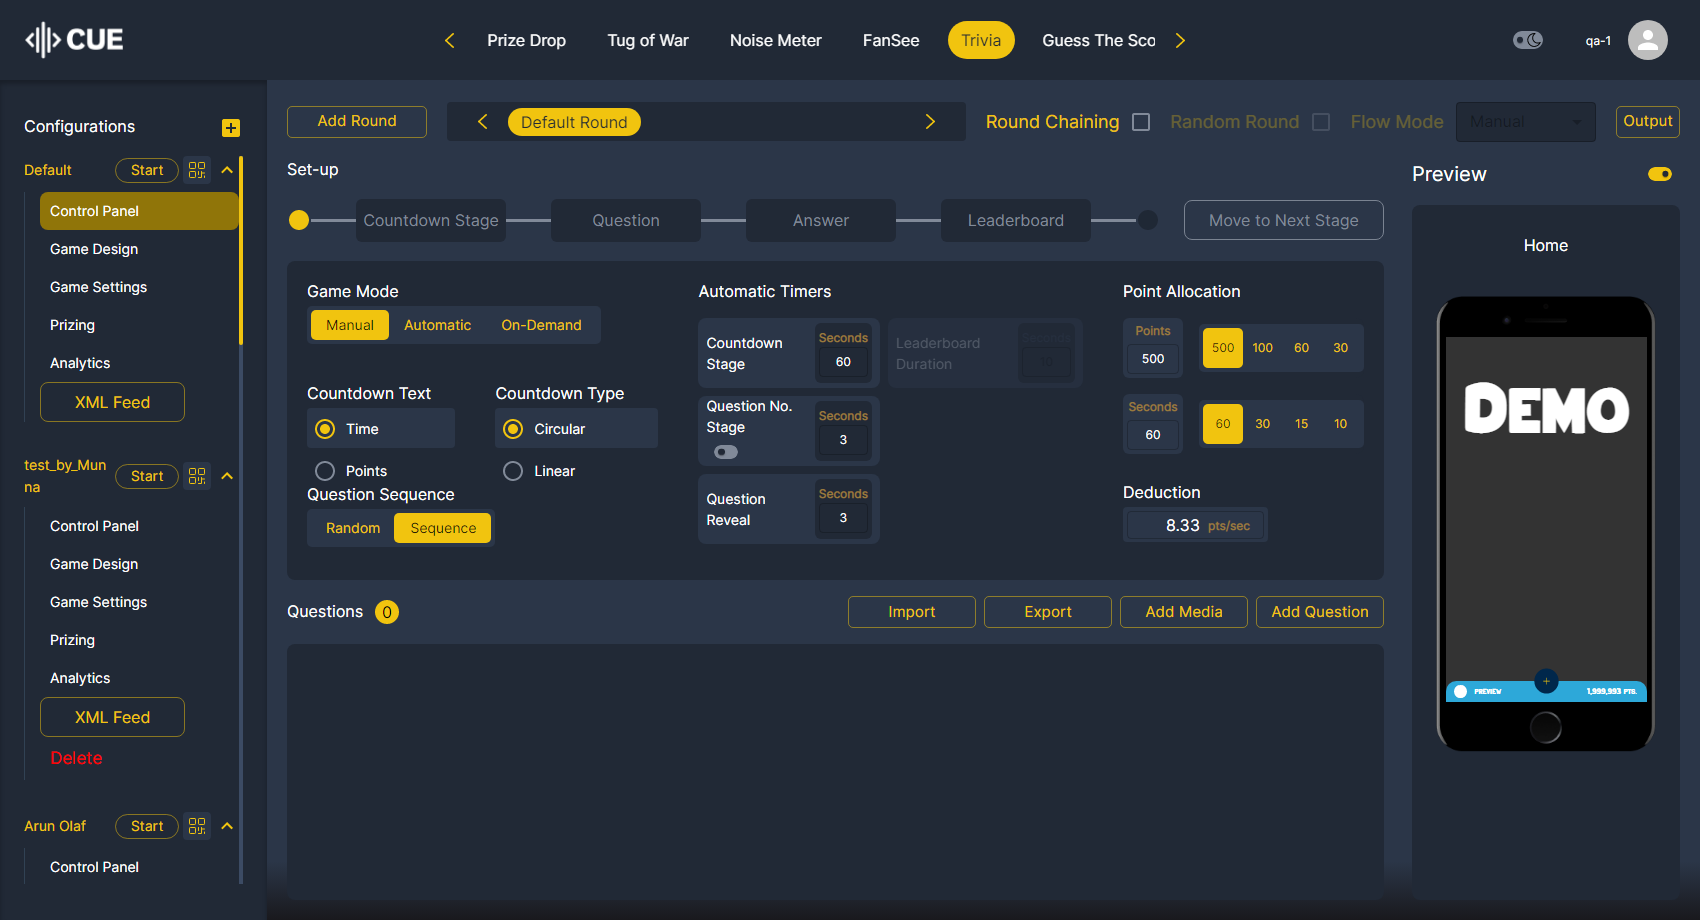 CUE
Prize Drop
Tug of War
Noise Meter
FanSee
Trivia
Guess The Sco
qa-1
Configurations
Default
Start
Control Panel
Game Design
Game Settings
Prizing
Analytics
XML Feed
test_by_Mun
na
Start
Control Panel
Game Design
Game Settings
Prizing
Analytics
XML Feed
Delete
Arun Olaf
Start
Control Panel
Add Round
Default Round
Round Chaining
Random Round
Flow Mode
Manual
Output
Set-up
Countdown Stage
Question
Answer
Leaderboard
Move to Next Stage
Game Mode
Manual
Automatic
On-Demand
Countdown Text
Time
Points
Countdown Type
Circular
Linear
Question Sequence
Random
Sequence
Automatic Timers
Countdown
Stage
Seconds
60
Leaderboard
Duration
Seconds
10
Question No.
Stage
Seconds
3
Question
Reveal
Seconds
3
Point Allocation
Points
500
500
100
60
30
Seconds
60
60
30
15
10
Deduction
8.33 pts/sec
Questions 0
Import
Export
Add Media
Add Question
Preview
Home
DEMO
+
PREVIEW
1,999,993 PTS.